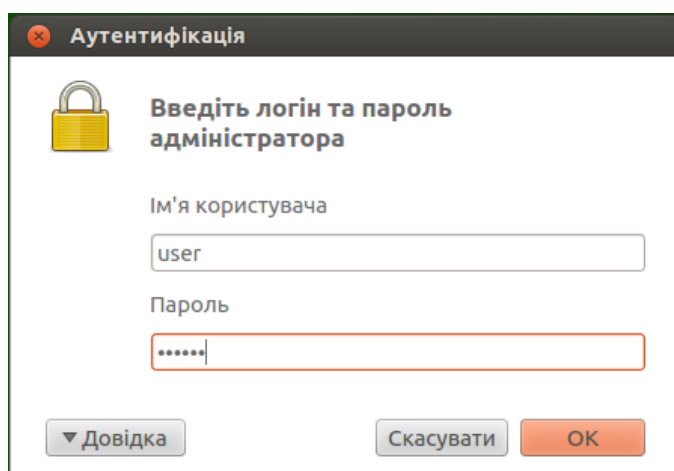 Аутентифікація
Введіть логін та пароль
адміністратора
Ім'я користувача
user
Пароль
••••••
Довідка
Скасувати
OK